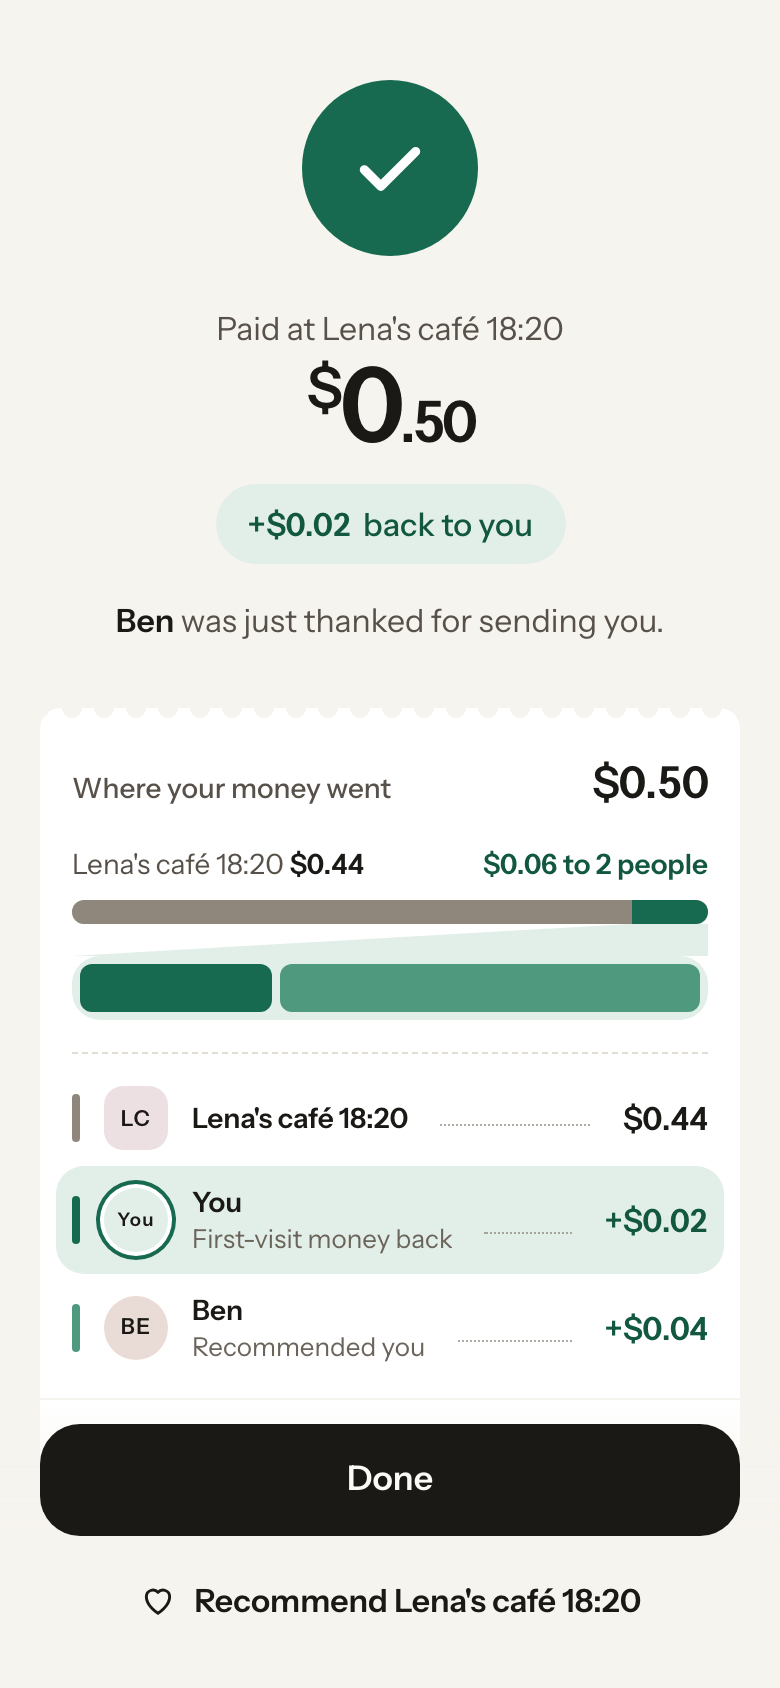 Paid at Lena's café 18:20
$0.50
+$0.02 back to you
Ben was just thanked for sending you.
Where your money went $0.50
Lena's café 18:20 $0.44 $0.06 to 2 people
LC Lena's café 18:20 $0.44
You You +$0.02
First-visit money back
BE Ben +$0.04
Recommended you
Done
Recommend Lena's café 18:20